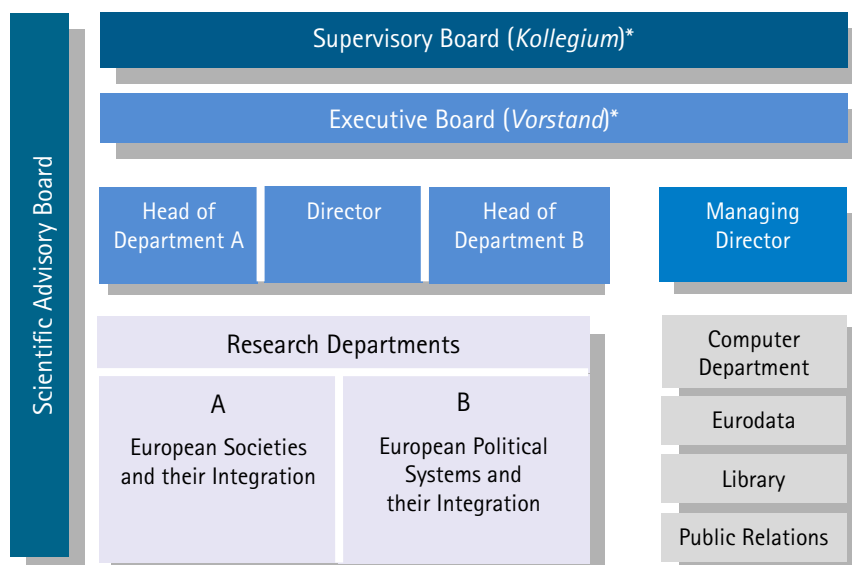 Scientific Advisory Board
Supervisory Board (Kollegium)*
Executive Board (Vorstand)*
Head of
Department A
Director
Head of
Department B
Managing
Director
Research Departments
A
European Societies
and their Integration
B
European Political
Systems and
their Integration
Computer
Department
Eurodata
Library
Public Relations